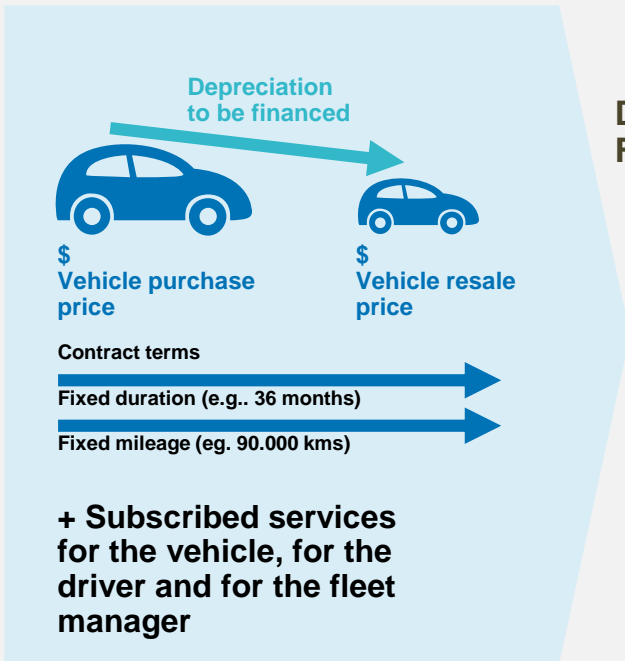 Depreciation
to be financed
$
Vehicle purchase
price
$
Vehicle resale
price
Contract terms
Fixed duration (e.g.. 36 months)
Fixed mileage (eg. 90.000 kms)
+ Subscribed services
for the vehicle, for the
driver and for the fleet
manager